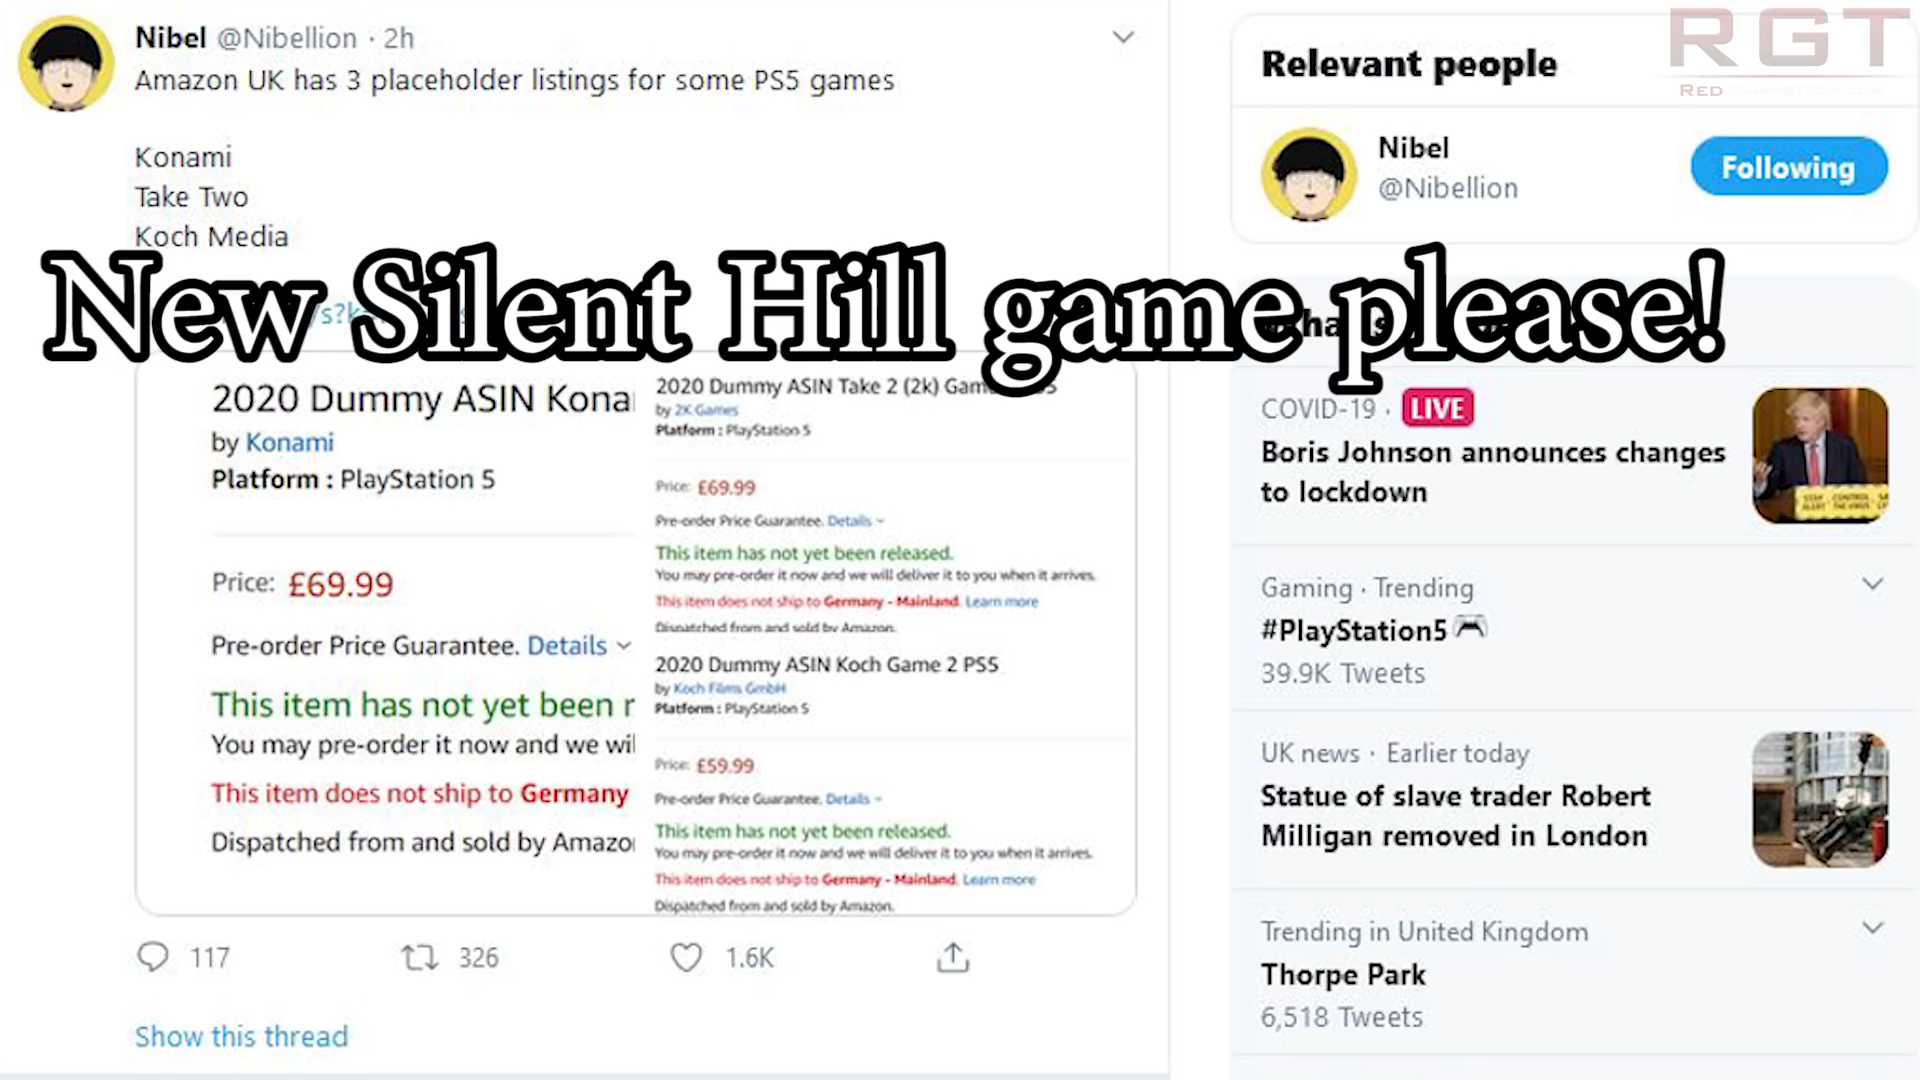 Nibel @Nibellion · 2h
Amazon UK has 3 placeholder listings for some PS5 games
Konami
Take Two
Koch Media
New Silent Hill game please!
2020 Dummy ASIN Kona
by Konami
Platform : PlayStation 5
Price: £69.99
Pre-order Price Guarantee. Details
This item has not yet been r
You may pre-order it now and we wil
This item does not ship to Germany
Dispatched from and sold by Amazo
2020 Dummy ASIN Take 2 (2k) Gam
by 2K Games
Platform : PlayStation 5
Price: £69.99
Pre-order Price Guarantee. Details
This item has not yet been released.
You may pre-order it now and we will deliver it to you when it arrives.
This item does not ship to Germany - Mainland. Learn more
Dispatched from and sold by Amazon.
2020 Dummy ASIN Koch Game 2 PS5
by Koch Films GmbH
Platform : PlayStation 5
Price: £59.99
Pre-order Price Guarantee. Details
This item has not yet been released.
You may pre-order it now and we will deliver it to you when it arrives.
This item does not ship to Germany - Mainland. Learn more
Dispatched from and sold by Amazon.
117 326 1.6K
Show this thread
RGT
RED
Relevant people
Nibel
@Nibellion
Following
COVID-19 · LIVE
Boris Johnson announces changes
to lockdown
Gaming · Trending
#PlayStation5
39.9K Tweets
UK news · Earlier today
Statue of slave trader Robert
Milligan removed in London
Trending in United Kingdom
Thorpe Park
6,518 Tweets